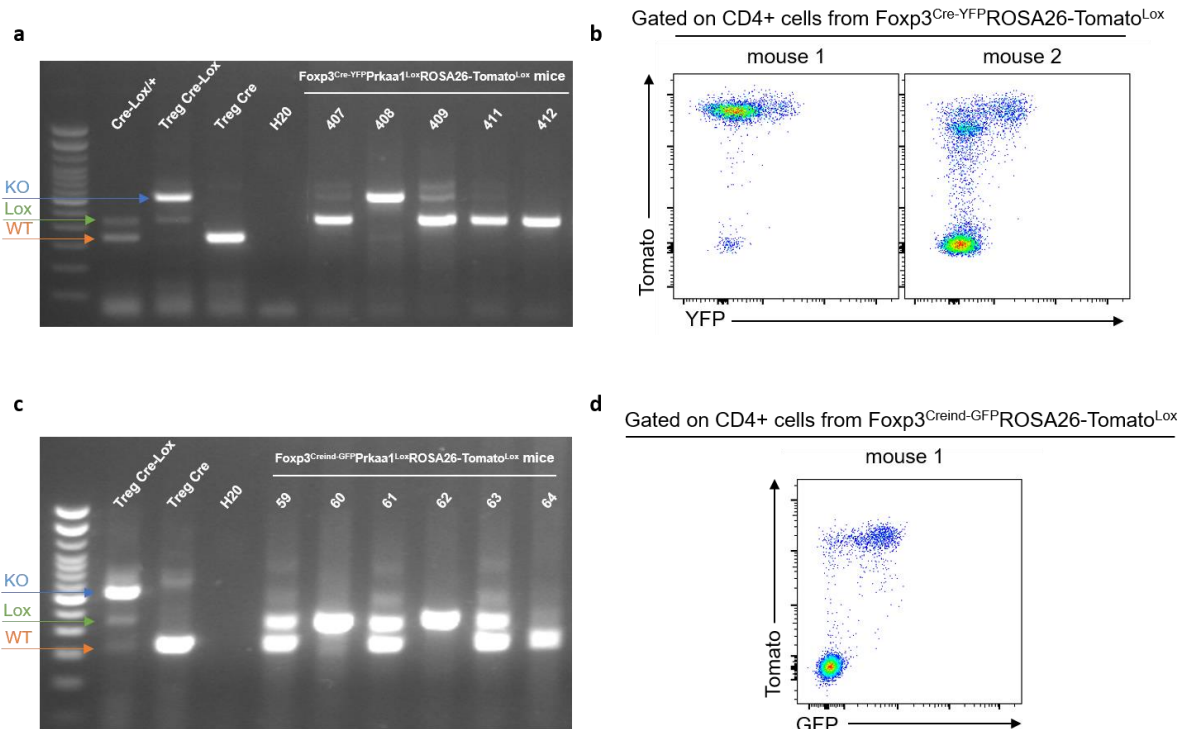 a
Cre-Lox/+
Treg Cre-Lox
Treg Cre
H20
Foxp3Cre-YFPPrkaa1LoxROSA26-TomatoLox mice
407
408
409
411
412
KO
Lox
WT
b
Gated on CD4+ cells from Foxp3Cre-YFPROSA26-TomatoLox
mouse 1
mouse 2
Tomato
YFP
c
Treg Cre-Lox
Treg Cre
H20
Foxp3Creind-GFPPrkaa1LoxROSA26-TomatoLox mice
59
60
61
62
63
64
KO
Lox
WT
d
Gated on CD4+ cells from Foxp3Creind-GFPROSA26-TomatoLox
mouse 1
Tomato
GFP